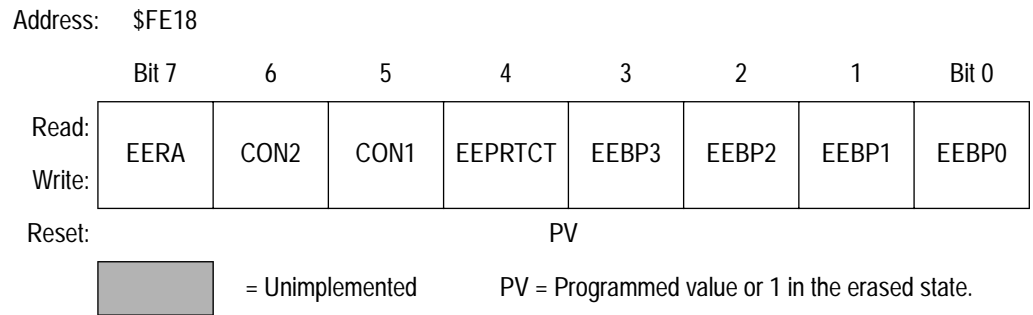 Address: $FE18
Bit 7 6 5 4 3 2 1 Bit 0
Read:
EERA CON2 CON1 EEPRTCT EEBP3 EEBP2 EEBP1 EEBP0
Write:
Reset: PV
= Unimplemented PV = Programmed value or 1 in the erased state.